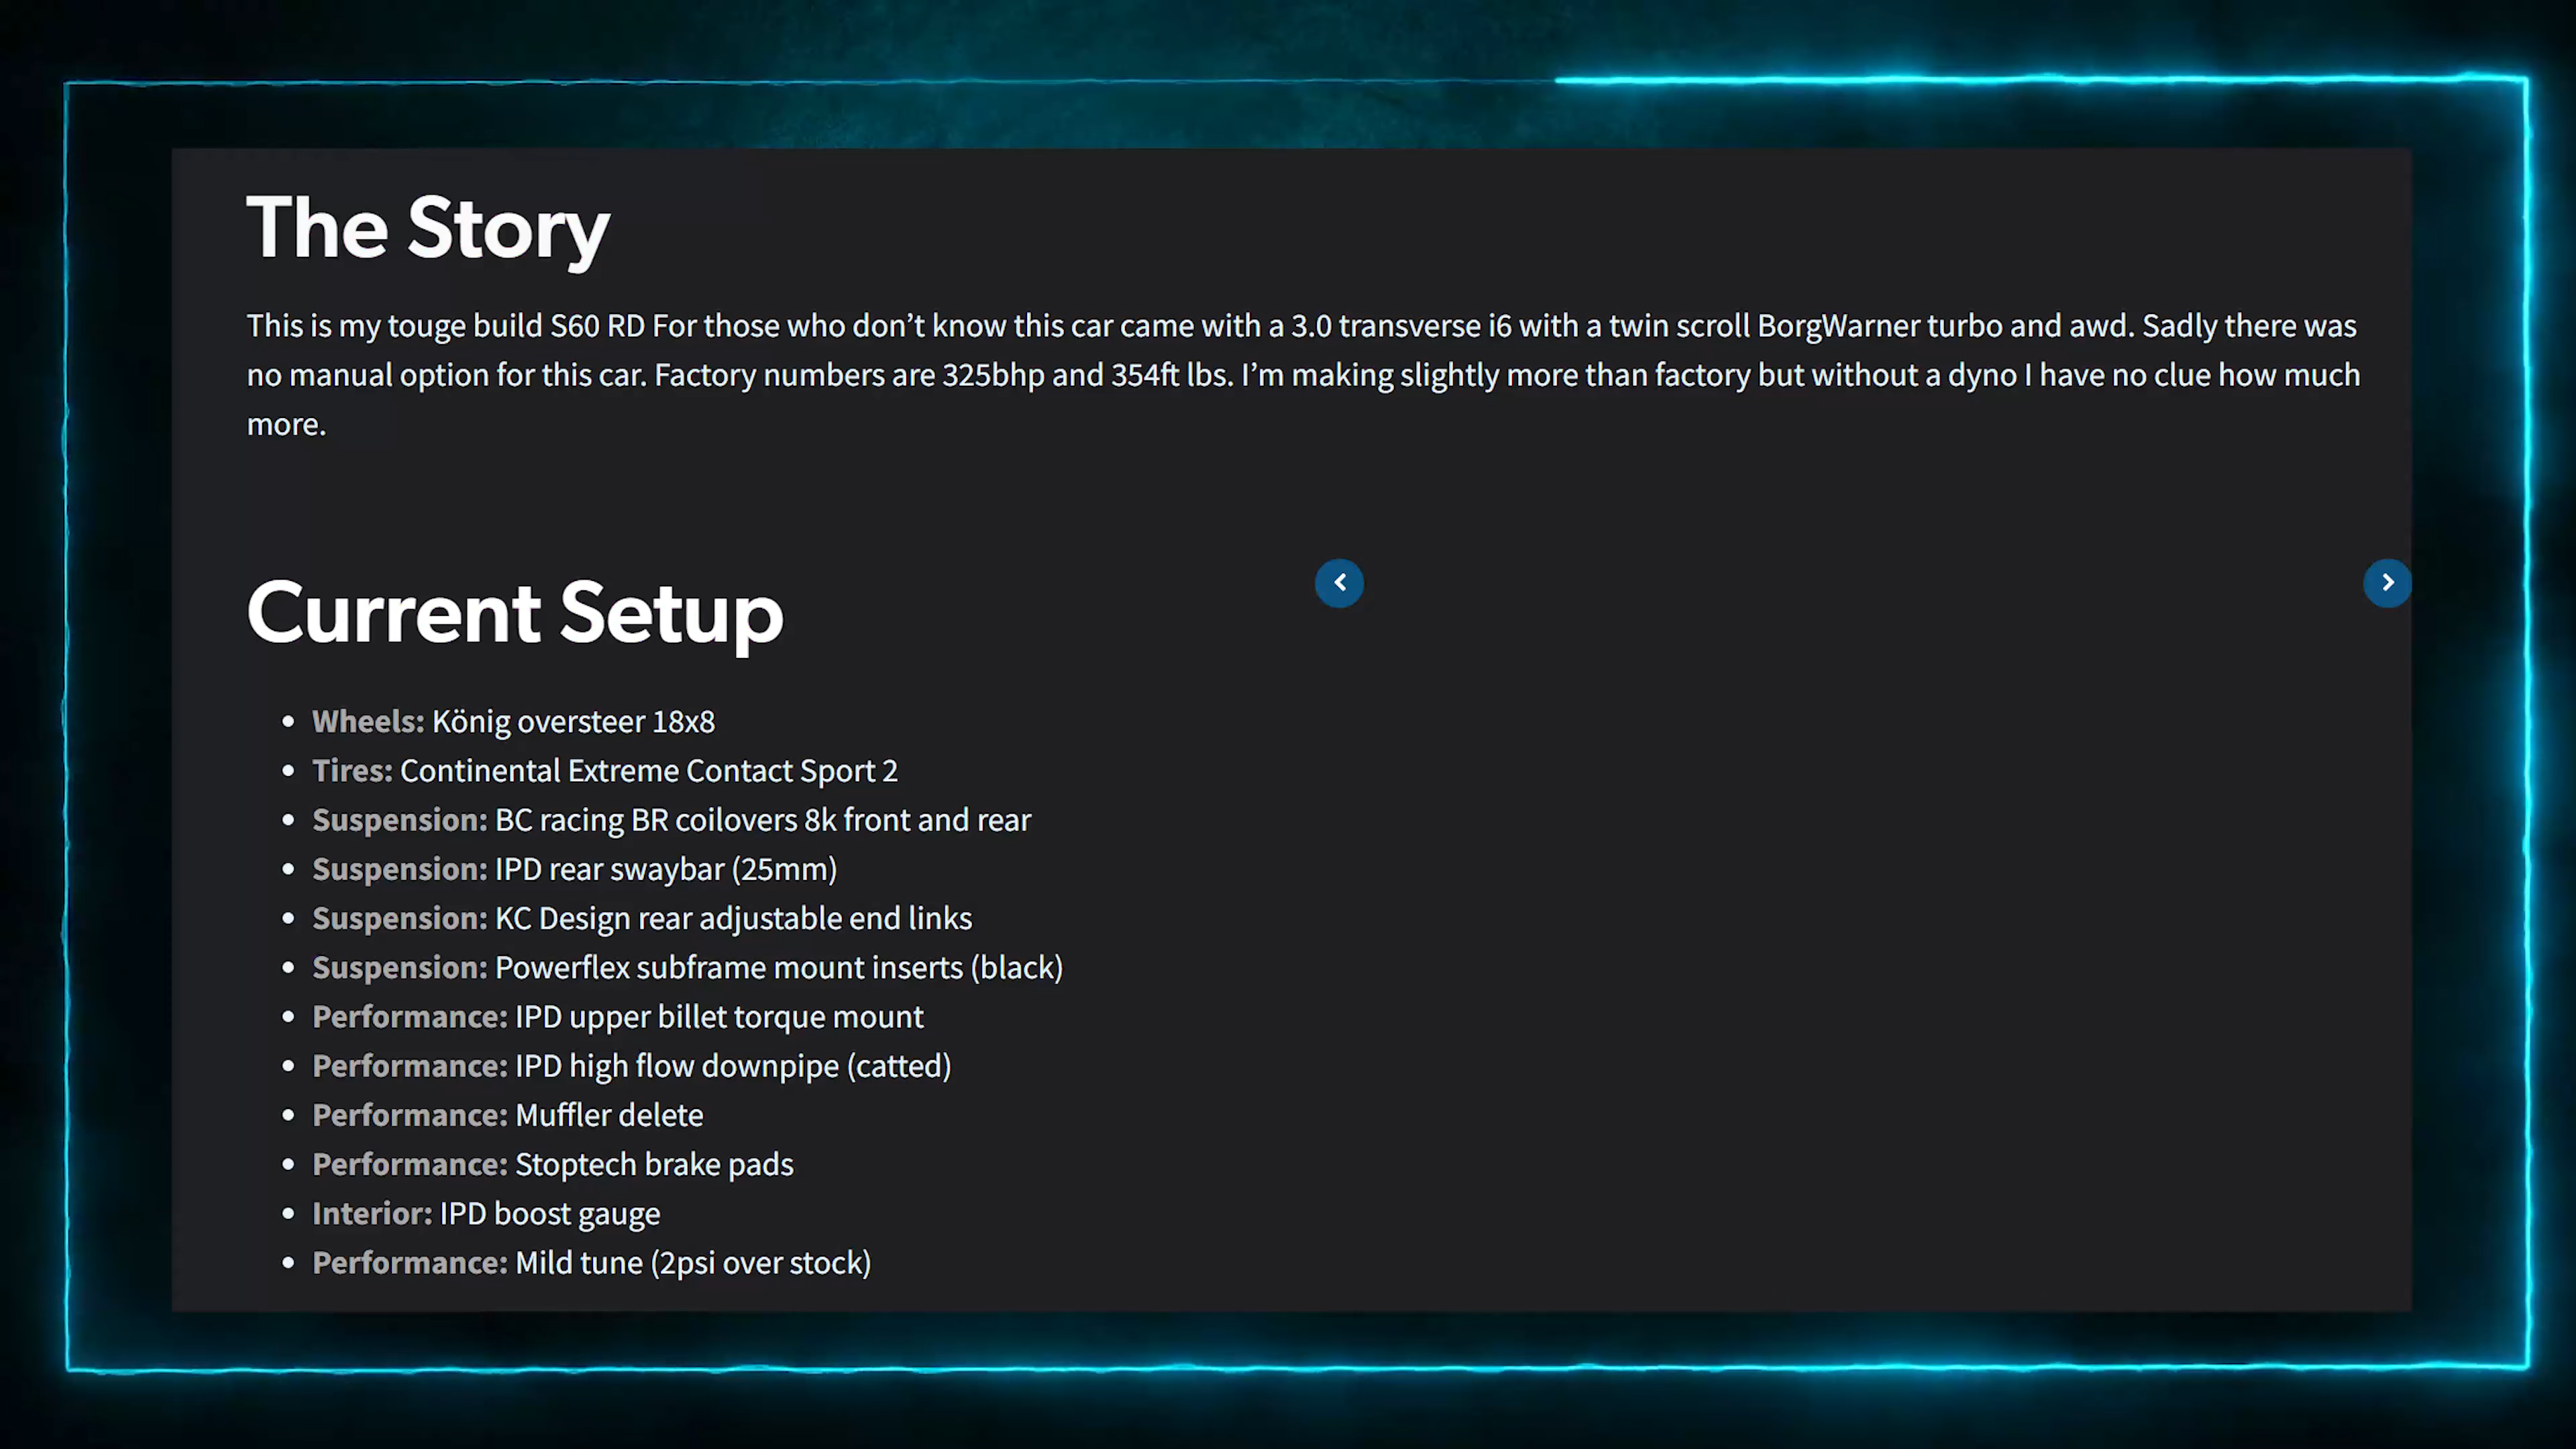 The Story
This is my touge build S60 RD For those who don’t know this car came with a 3.0 transverse i6 with a twin scroll BorgWarner turbo and awd. Sadly there was
no manual option for this car. Factory numbers are 325bhp and 354ft lbs. I’m making slightly more than factory but without a dyno I have no clue how much
more.
Current Setup
• Wheels: König oversteer 18x8
• Tires: Continental Extreme Contact Sport 2
• Suspension: BC racing BR coilovers 8k front and rear
• Suspension: IPD rear swaybar (25mm)
• Suspension: KC Design rear adjustable end links
• Suspension: Powerflex subframe mount inserts (black)
• Performance: IPD upper billet torque mount
• Performance: IPD high flow downpipe (catted)
• Performance: Muffler delete
• Performance: Stoptech brake pads
• Interior: IPD boost gauge
• Performance: Mild tune (2psi over stock)